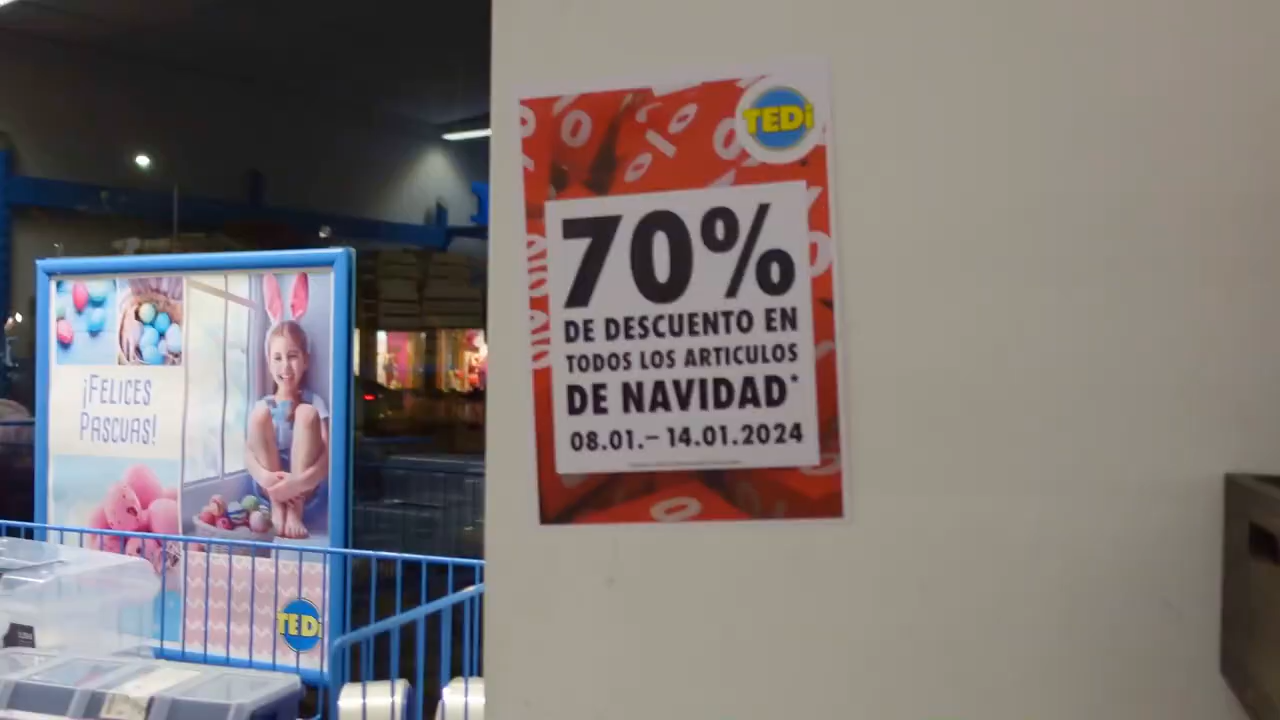 ¡FELICES
PASCUAS!
TEDi
TEDi
70%
DE DESCUENTO EN
TODOS LOS ARTICULOS
DE NAVIDAD*
08.01.– 14.01.2024